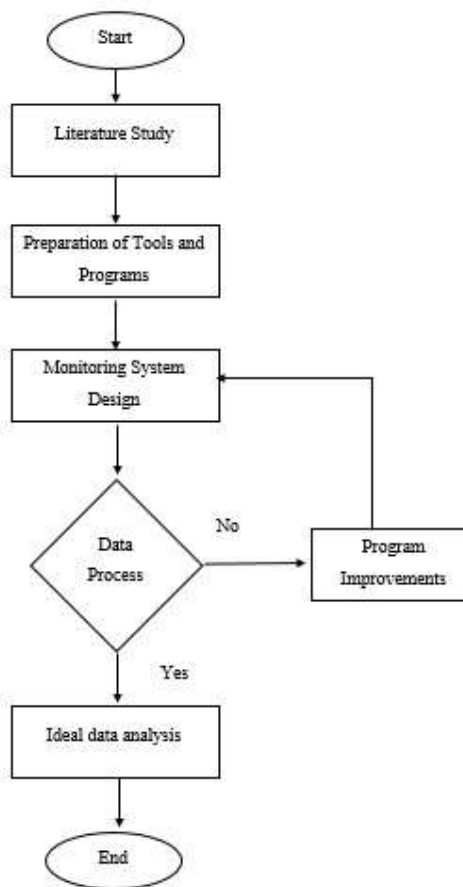 Start
Literature Study
Preparation of Tools and
Programs
Monitoring System
Design
Data
Process
No
Program
Improvements
Yes
Ideal data analysis
End